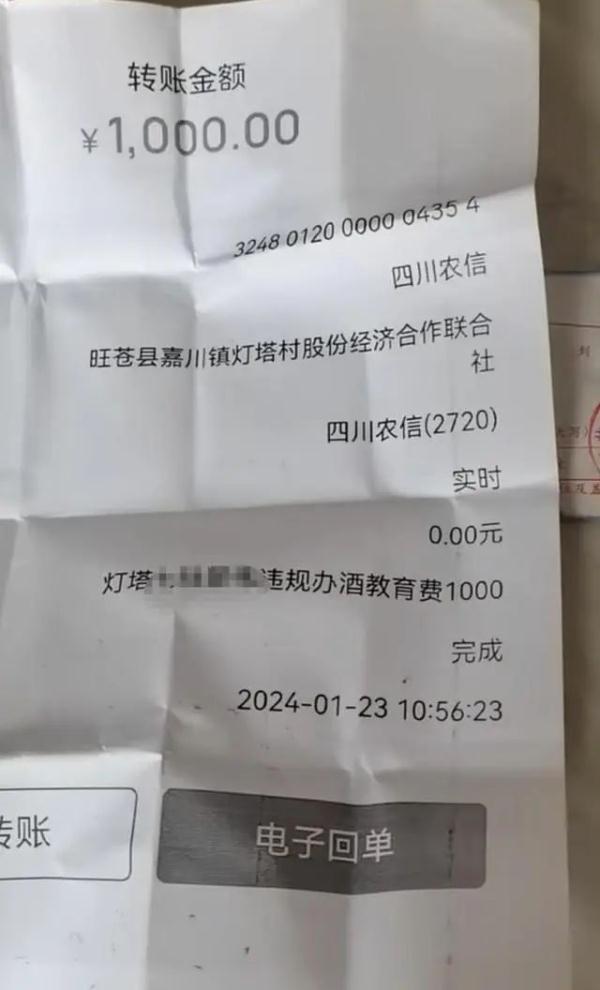 转账金额
¥1,000.00
3248 0120 0000 0435 4
四川农信
旺苍县嘉川镇灯塔村股份经济合作联合
社
四川农信(2720)
实时
0.00元
灯塔 违规办酒教育费1000
完成
2024-01-23 10:56:23
转账
电子回单